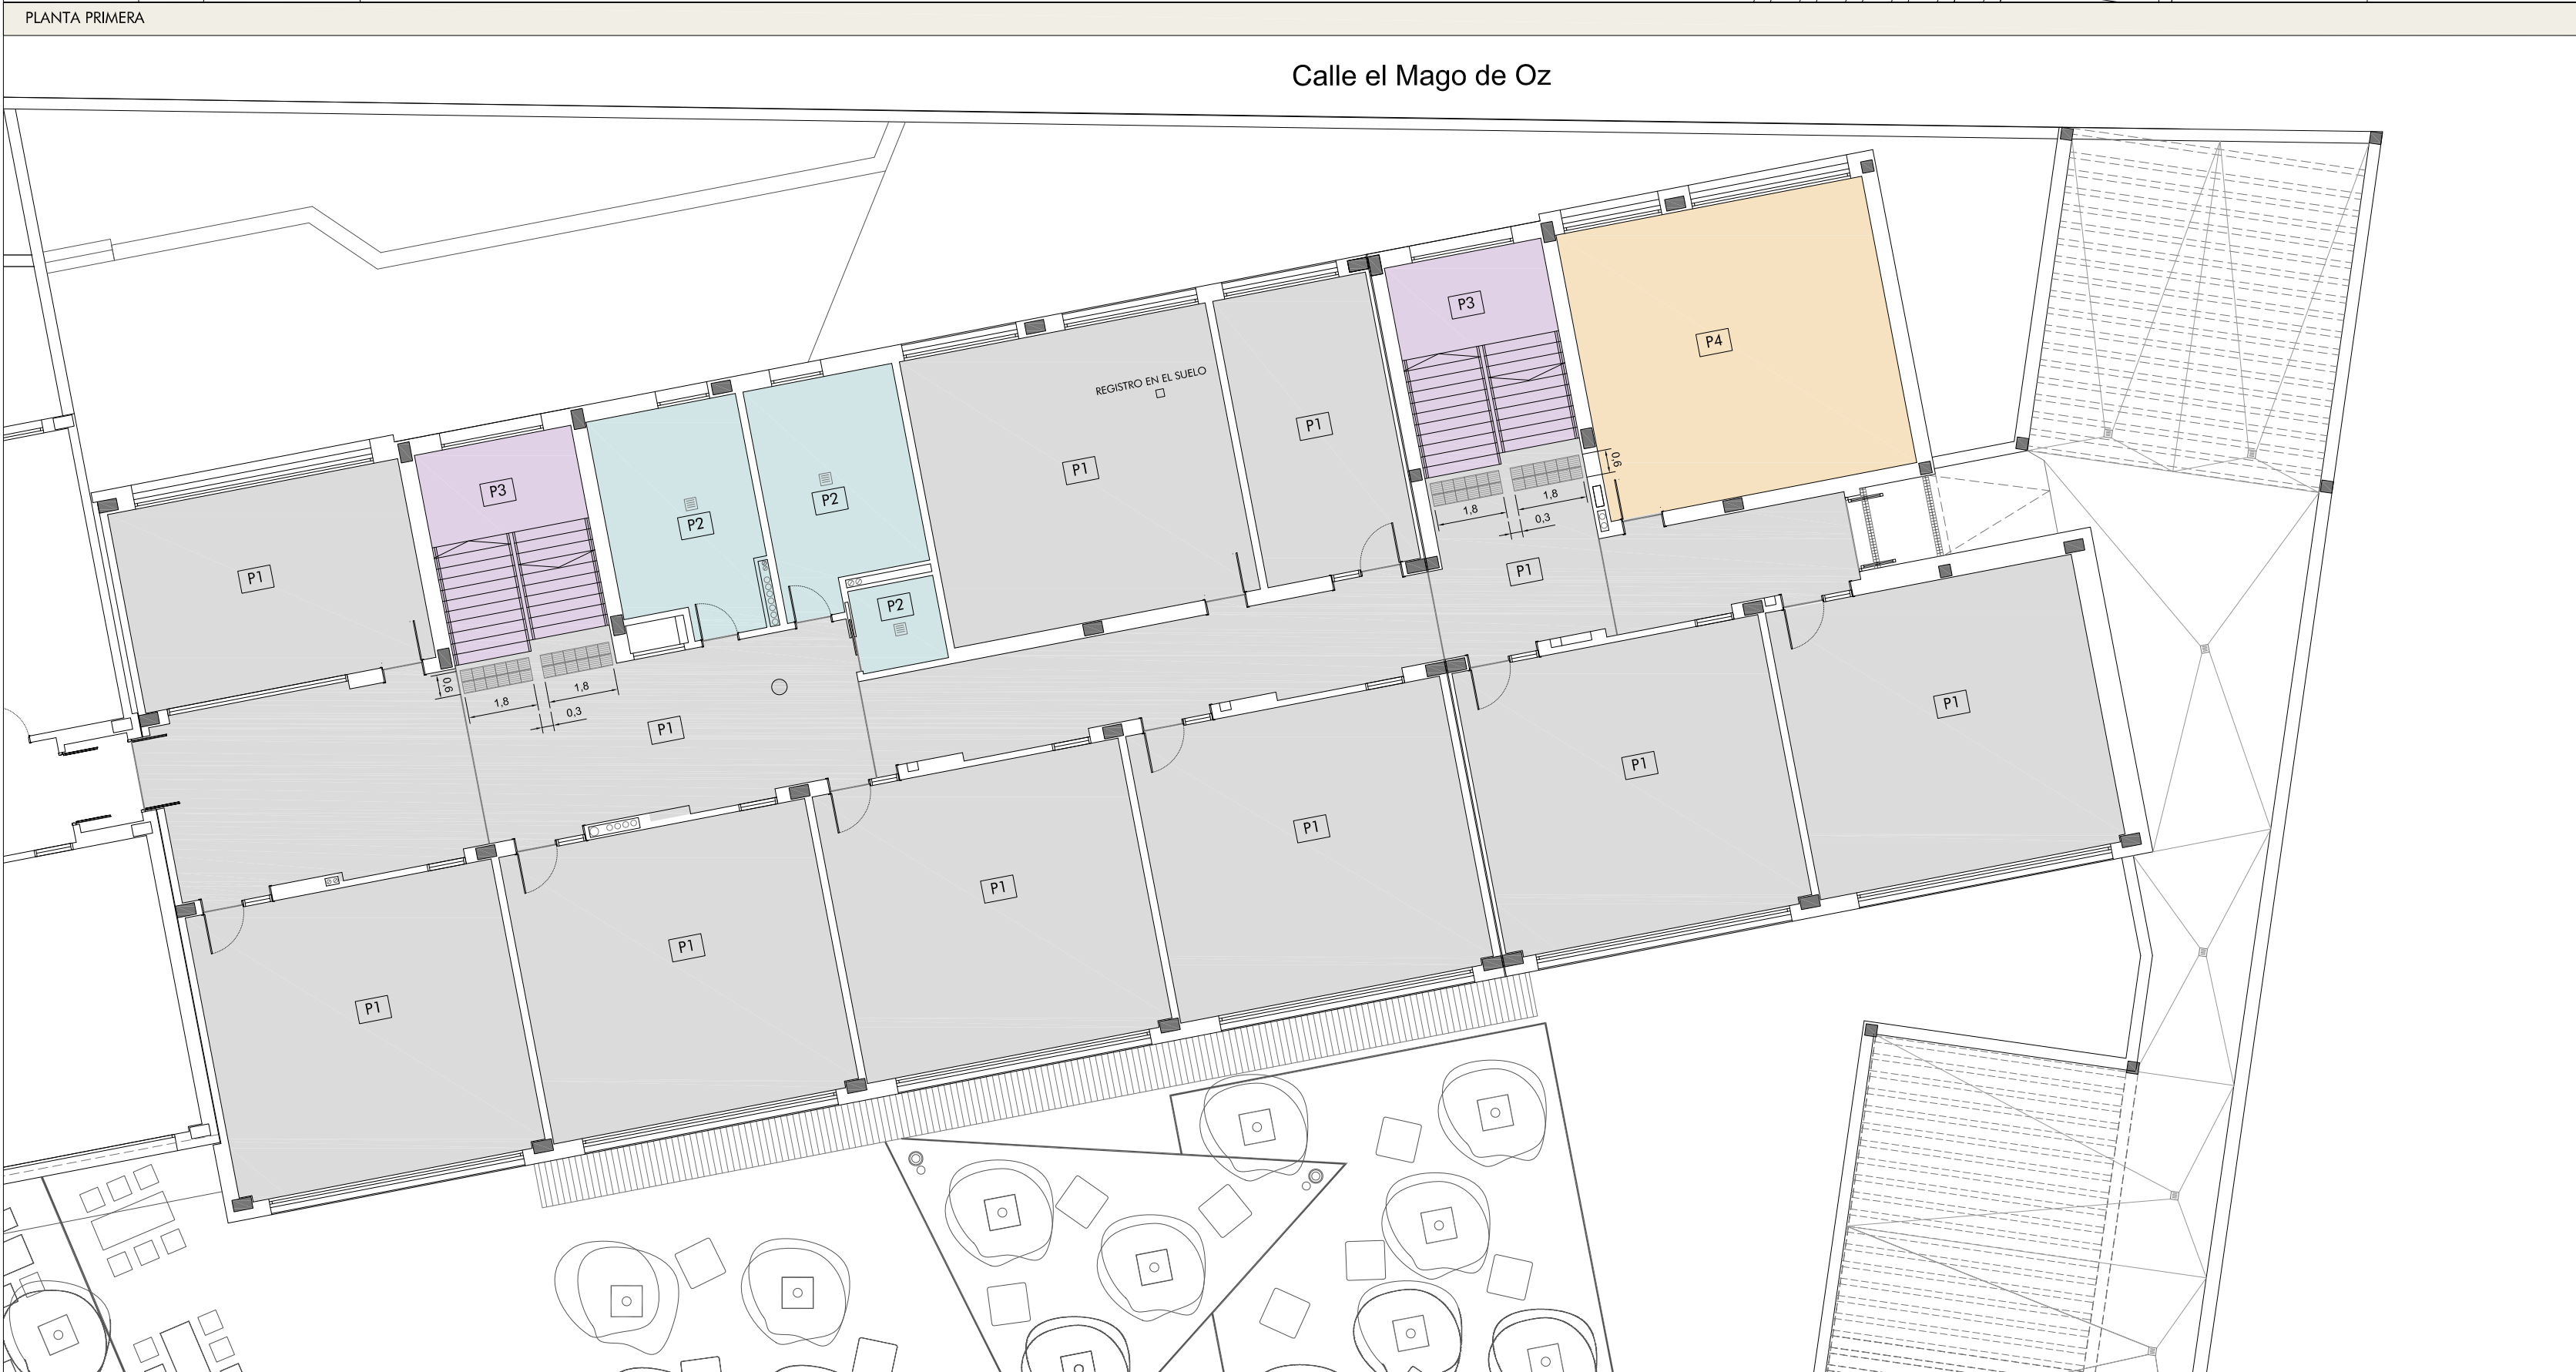 PLANTA PRIMERA
Calle el Mago de Oz
P3
P4
REGISTRO EN EL SUELO
P1
P1
0,6
P3
P2
P2
1,8
1,8
0,3
P1
P1
P2
0,6
1,8
1,8
0,3
P1
P1
P1
P1
P1
P1
P1